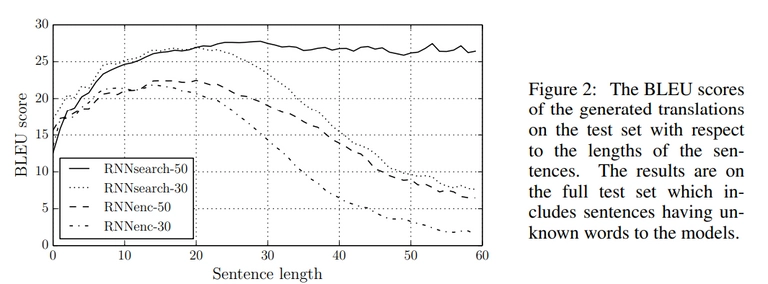 30
25
20
15
10
5
0
BLEU score
RNNsearch-50
RNNsearch-30
RNNenc-50
RNNenc-30
0 10 20 30 40 50 60
Sentence length
Figure 2: The BLEU scores
of the generated translations
on the test set with respect
to the lengths of the sen-
tences. The results are on
the full test set which in-
cludes sentences having un-
known words to the models.